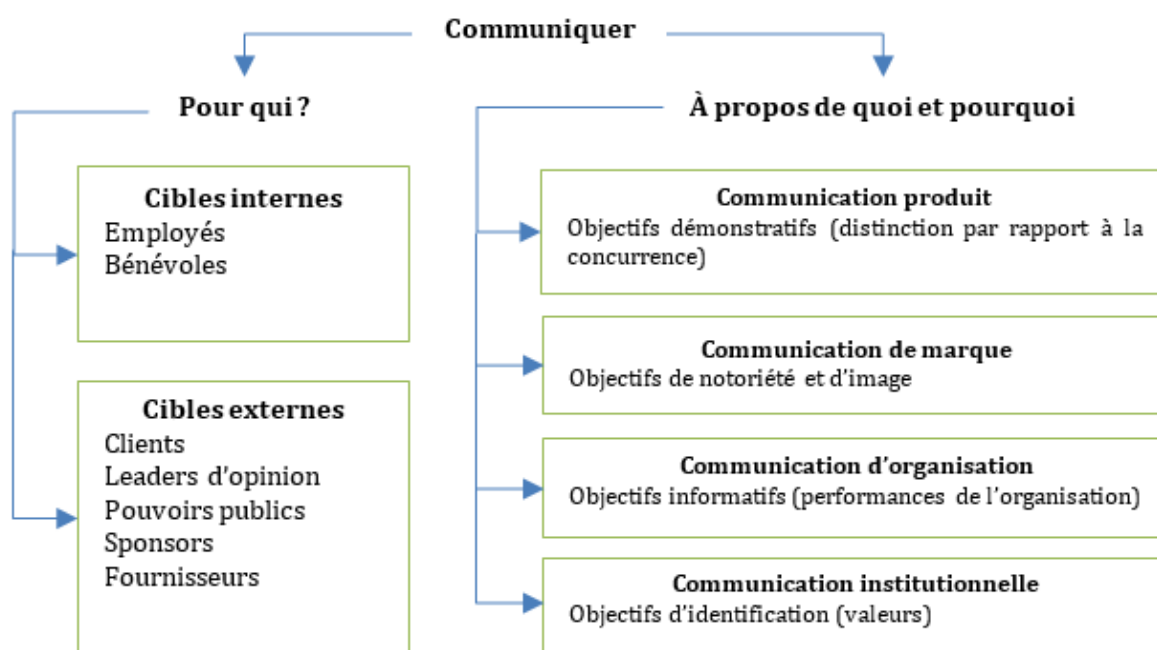 Communiquer
Pour qui ?
Cibles internes
Employés
Bénévoles
Cibles externes
Clients
Leaders d'opinion
Pouvoirs publics
Sponsors
Fournisseurs
À propos de quoi et pourquoi
Communication produit
Objectifs démonstratifs (distinction par rapport à la
concurrence)
Communication de marque
Objectifs de notoriété et d'image
Communication d'organisation
Objectifs informatifs (performances de l'organisation)
Communication institutionnelle
Objectifs d'identification (valeurs)